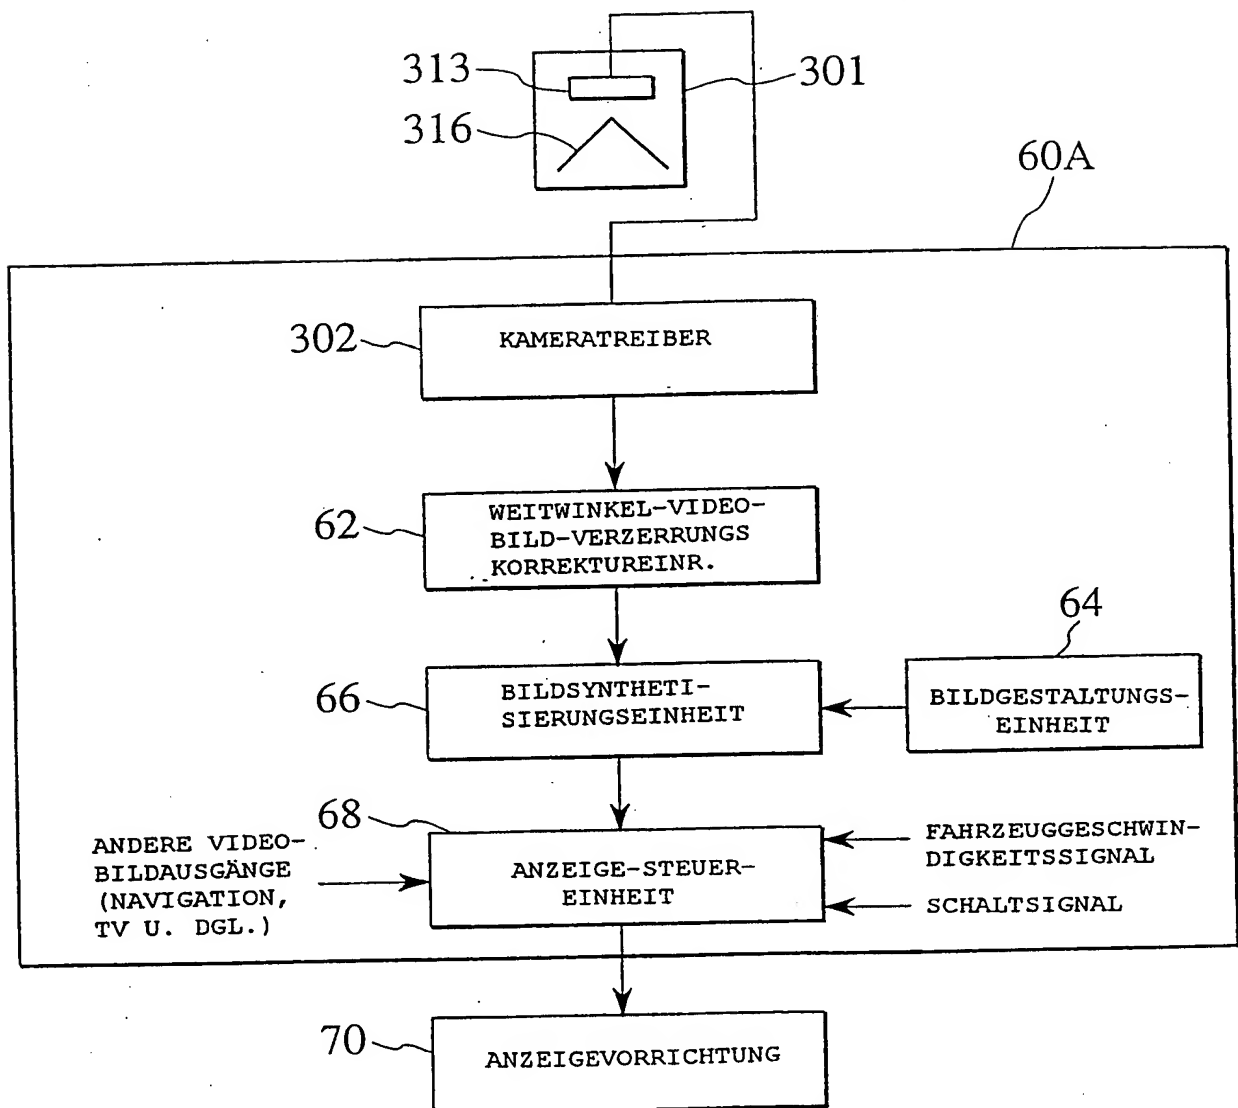 313
301
316
60A
302
KAMERATREIBER
62
WEITWINKEL-VIDEO-
BILD-VERZERRUNGS
KORREKTUREINR.
64
66
BILDSYNTHETI-
SIERUNGSEINHEIT
BILDGESTALTUNGS-
EINHEIT
68
ANDERE VIDEO-
BILDAUSGÄNGE
(NAVIGATION,
TV U. DGL.)
ANZEIGE-STEUER-
EINHEIT
FAHRZEUGGESCHWIN-
DIGKEITSSIGNAL
SCHALTSIGNAL
70
ANZEIGEVORRICHTUNG